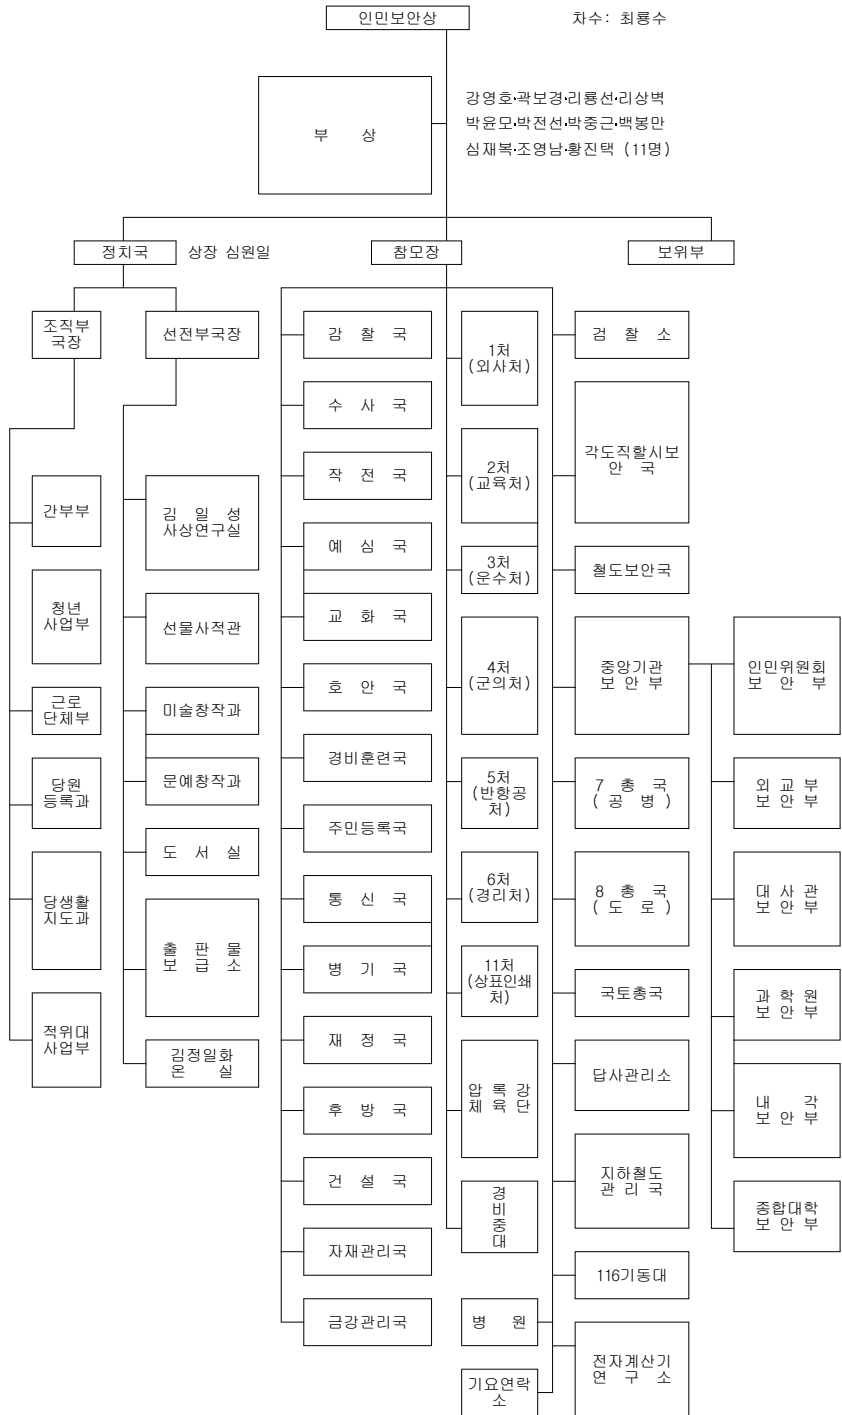 인민보안상
차수: 최룡수
부 상
강영호·곽보경·리룡선·리상벽
박윤모·박전선·박중근·백봉만
심재복·조영남·황진택 (11명)
정치국
상장 심원일
참모장
보위부
조직부
국장
선전부국장
간부부
청년
사업부
근로
단체부
당원
등록과
당생활
지도과
적위대
사업부
김 일 성
사상연구실
선물사적관
미술창작과
문예창작과
도 서 실
출 판 물
보 급 소
김정일화
온 실
감 찰 국
수 사 국
작 전 국
예 심 국
교 화 국
호 안 국
경비훈련국
주민등록국
통 신 국
병 기 국
재 정 국
후 방 국
건 설 국
자재관리국
금강관리국
1처
(외사처)
2처
(교육처)
3처
(운수처)
4처
(군의처)
5처
(반항공
처)
6처
(경리처)
11처
(상표인쇄
처)
압 록 강
체 육 단
경
비
중
대
병 원
기요연락
소
검 찰 소
각도직할시보
안 국
철도보안국
중앙기관
보 안 부
7 총 국
( 공 병 )
8 총 국
( 도 로 )
국토총국
답사관리소
지하철도
관 리 국
116기동대
전자계산기
연 구 소
인민위원회
보 안 부
외 교 부
보 안 부
대 사 관
보 안 부
과 학 원
보 안 부
내 각
보 안 부
종합대학
보 안 부